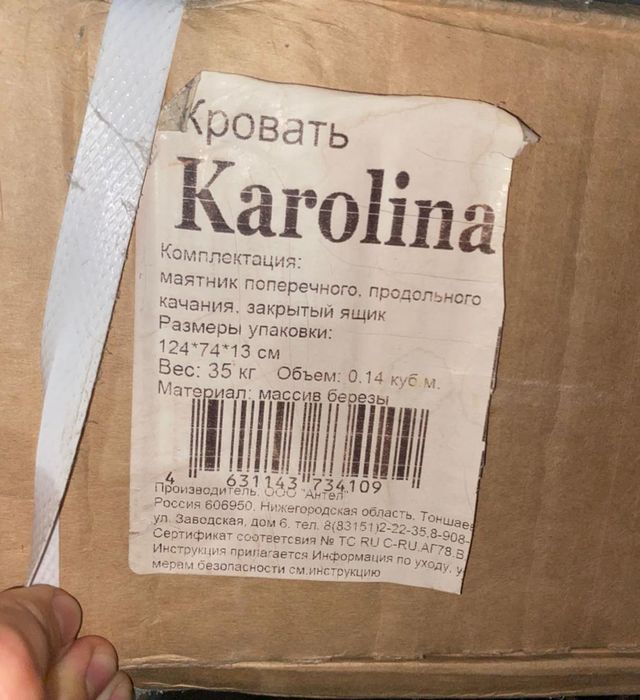 Кровать
Karolina
Комплектация:
маятник поперечного, продольного
качания, закрытый ящик
Размеры упаковки:
124*74*13 см
Вес: 35 кг Объем: 0.14 куб.м.
Материал: массив березы
4 631143 734109
Производитель: ООО "Антел"
Россия 606950, Нижегородская область, Тоншаев
ул. Заводская, дом 6, тел. 8(83151)2-22-35,8-908-
Сертификат соответсвия № ТС RU C-RU.АГ78.В
Инструкция прилагается Информация по уходу, у
мерам безопасности см.инструкцию